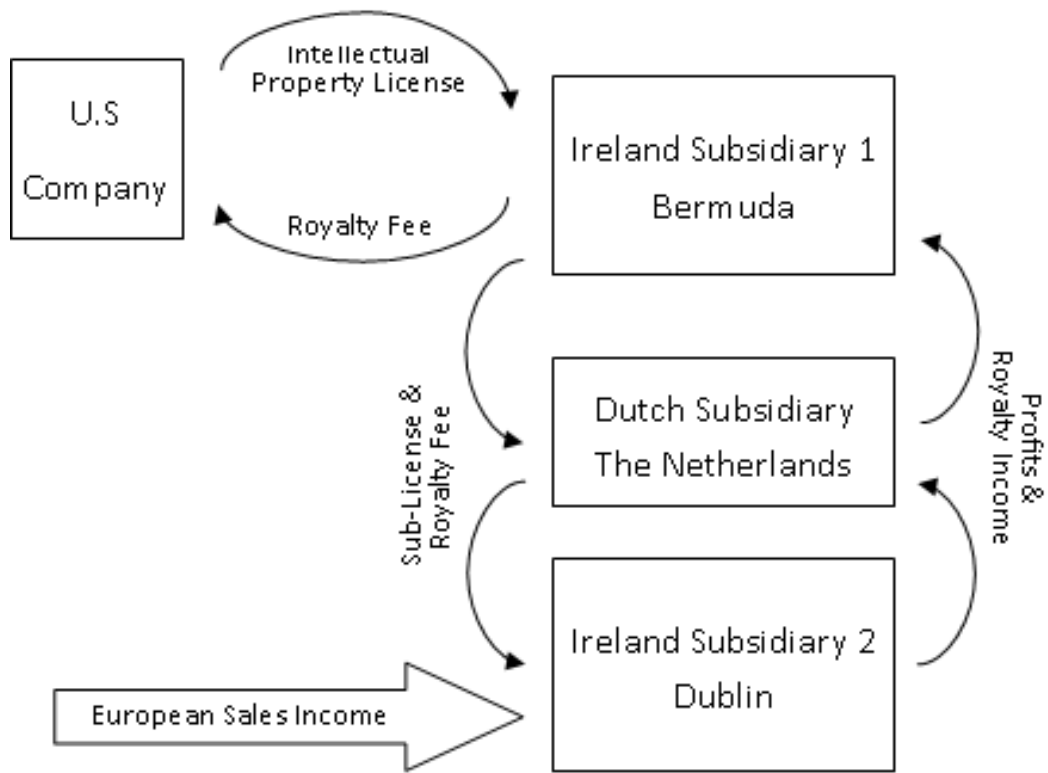 U.S
Company
Intellectual
Property License
Royalty Fee
Ireland Subsidiary 1
Bermuda
Sub-License &
Royalty Fee
Dutch Subsidiary
The Netherlands
Profits &
Royalty Income
Ireland Subsidiary 2
Dublin
European Sales Income